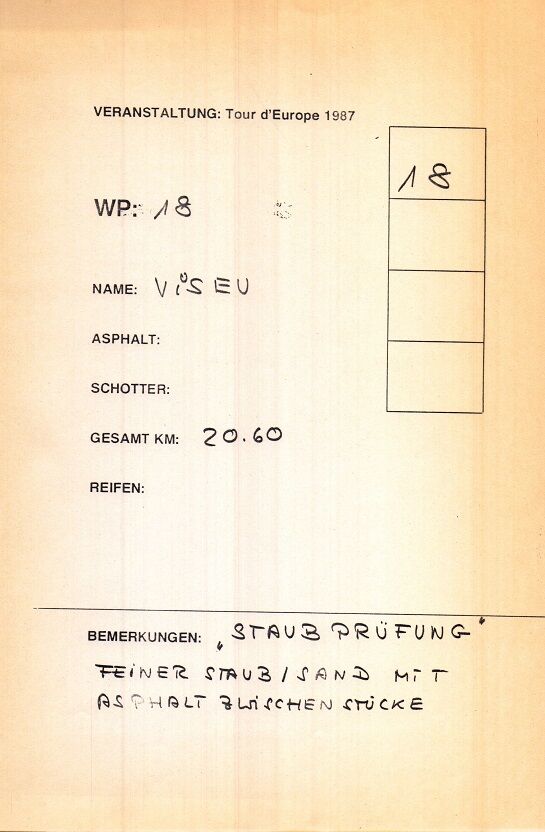 VERANSTALTUNG: Tour d'Europe 1987
18
WP: 18
NAME: ViSEU
ASPHALT:
SCHOTTER:
GESAMT KM: 20.60
REIFEN:
BEMERKUNGEN: „STAUB PRÜFUNG"
FEiNER STAUB / SAND MiT
ASPHALT ZWiSCHEN STÜCKE